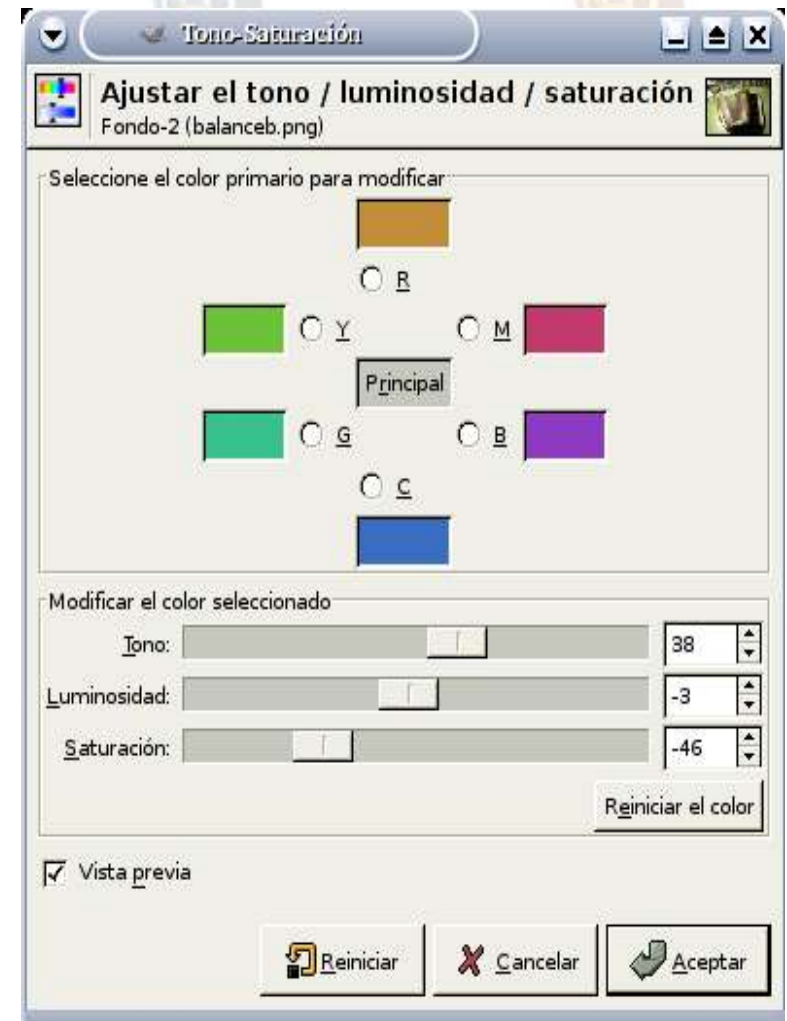 Tono-Saturación
Ajustar el tono / luminosidad / saturación
Fondo-2 (balanceb.png)
Seleccione el color primario para modificar
R
Y M
Principal
G B
C
Modificar el color seleccionado
Tono: 38
Luminosidad: -3
Saturación: -46
Reiniciar el color
Vista previa
Reiniciar Cancelar Aceptar